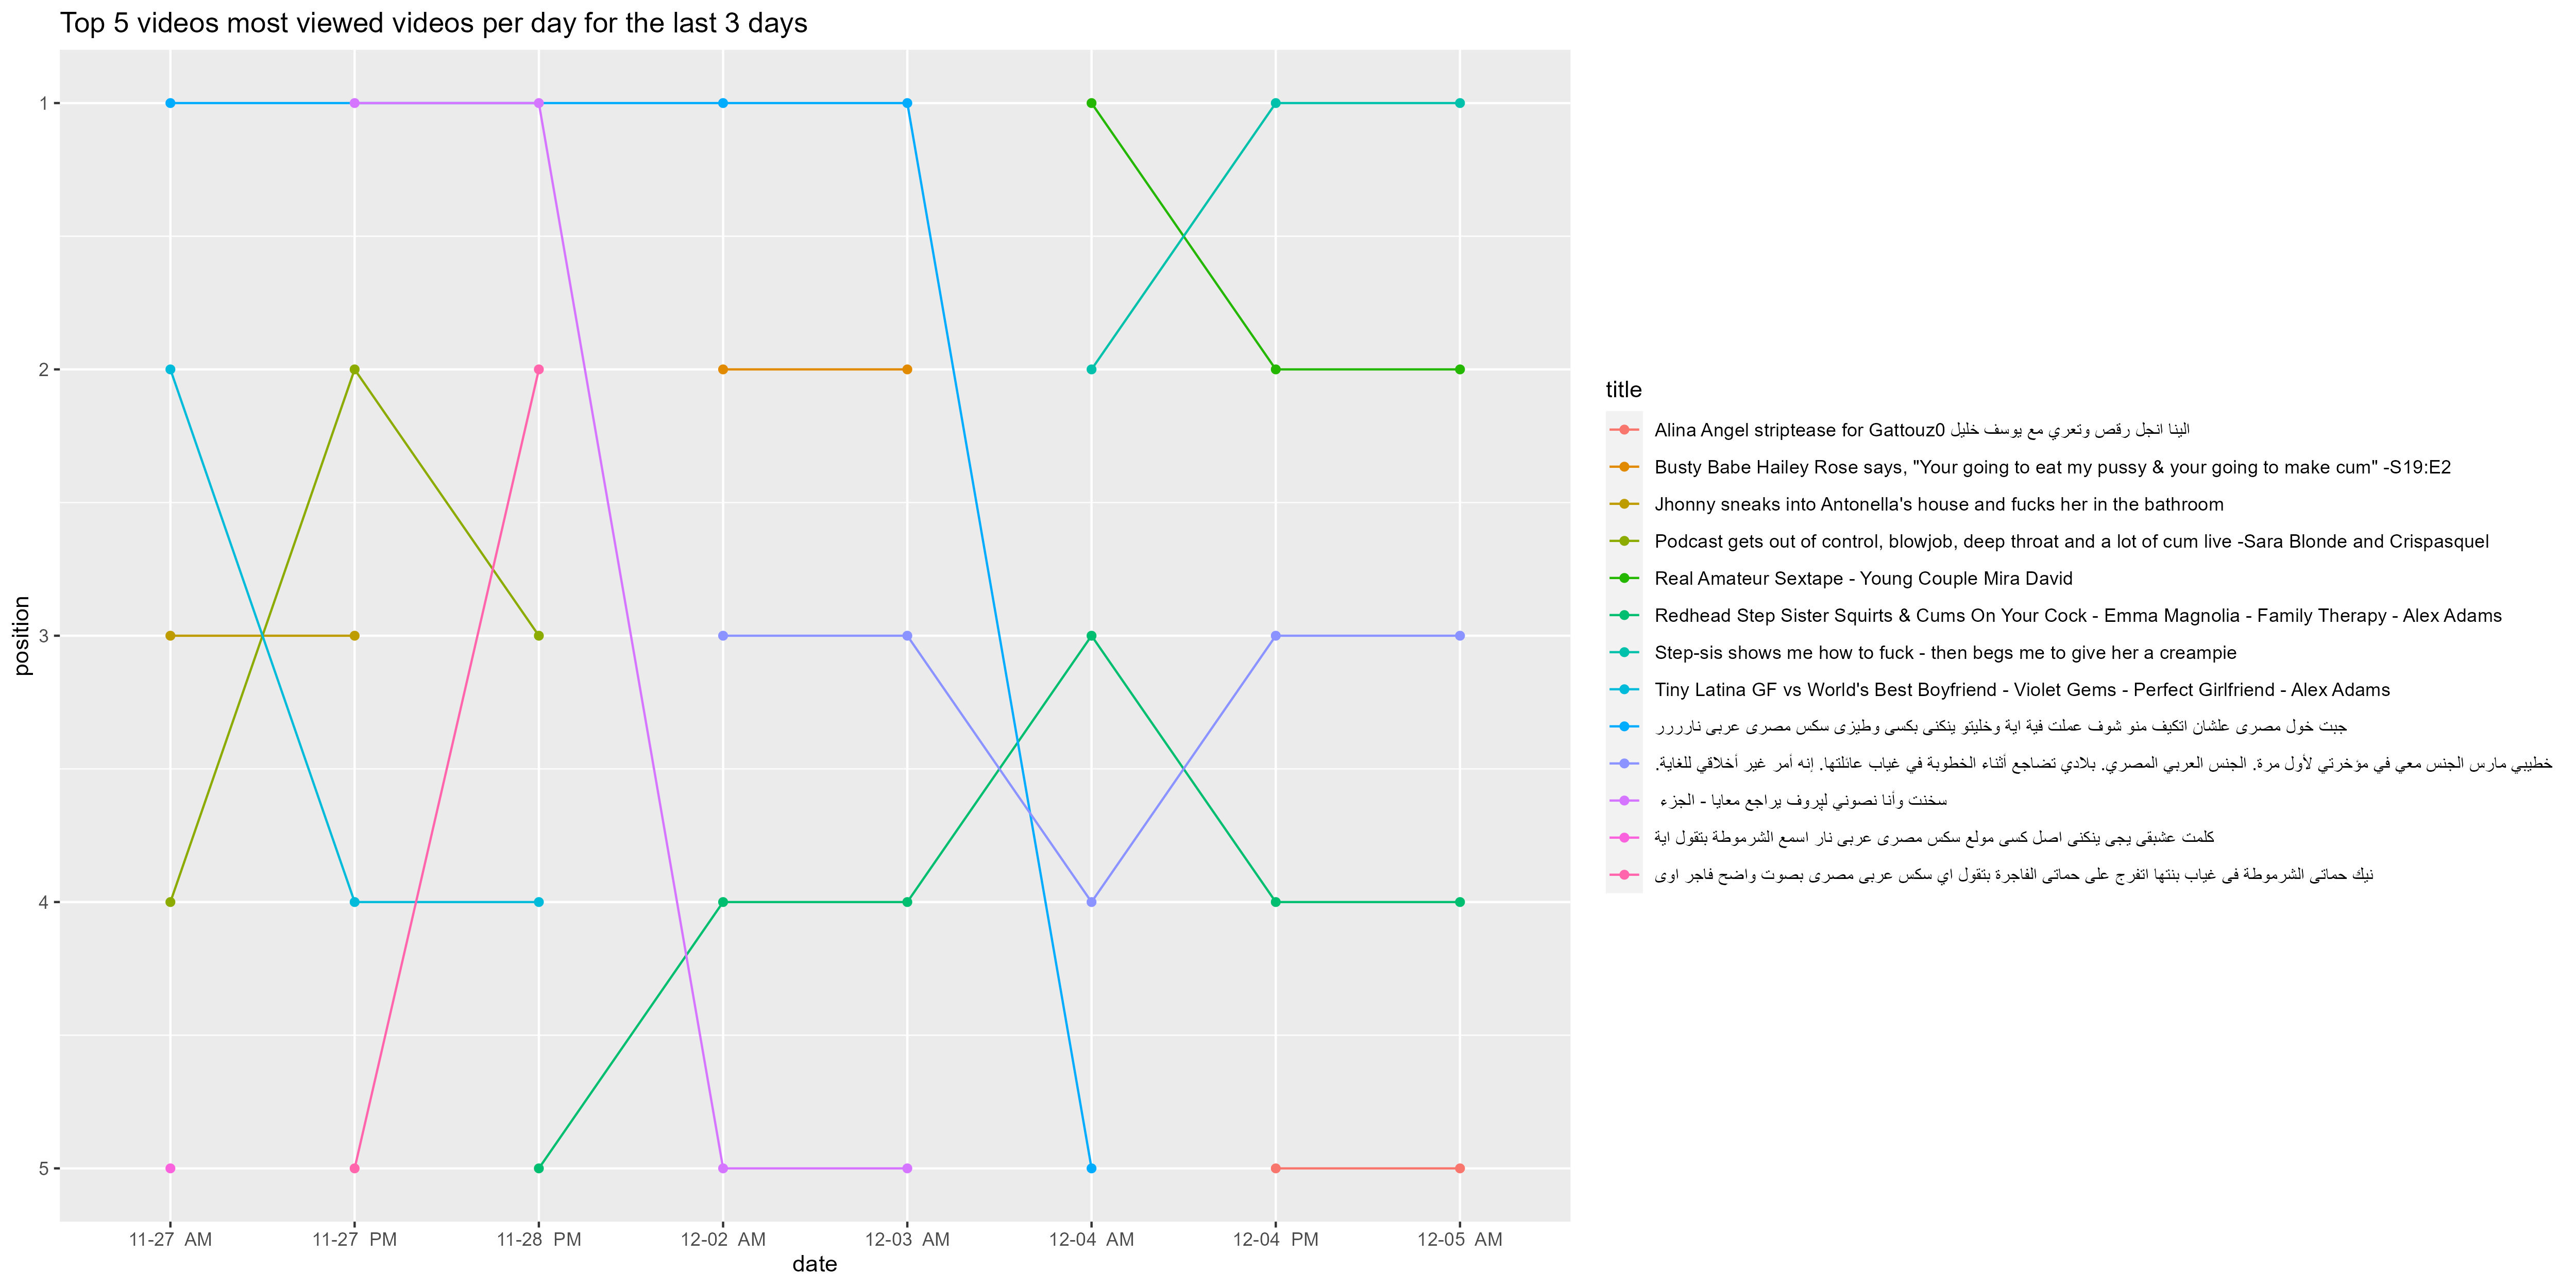 Top 5 videos most viewed videos per day for the last 3 days
position
1
2
3
4
5
11-27 AM
11-27 PM
11-28 PM
12-02 AM
12-03 AM
12-04 AM
12-04 PM
12-05 AM
date
title
Alina Angel striptease for Gattouz0 الينا انجل رقص وتعري مع يوسف خليل
Busty Babe Hailey Rose says, "Your going to eat my pussy & your going to make cum" -S19:E2
Jhonny sneaks into Antonella's house and fucks her in the bathroom
Podcast gets out of control, blowjob, deep throat and a lot of cum live -Sara Blonde and Crispasquel
Real Amateur Sextape - Young Couple Mira David
Redhead Step Sister Squirts & Cums On Your Cock - Emma Magnolia - Family Therapy - Alex Adams
Step-sis shows me how to fuck - then begs me to give her a creampie
Tiny Latina GF vs World's Best Boyfriend - Violet Gems - Perfect Girlfriend - Alex Adams
جبت خول مصرى علشان اتكيف منو شوف عملت فية اية وخليتو ينكنى بكسى وطيزى سكس مصرى عربى نارررر
خطيبي مارس الجنس معي في مؤخرتي لأول مرة. الجنس العربي المصري. بلادي تضاجع أثناء الخطوبة في غياب عائلتها. إنه أمر غير أخلاقي للغاية.
سخنت وأنا نصوني لپروف يراجع معايا - الجزء
كلمت عشيقى يجى ينكنى اصل كسى مولع سكس مصرى عربى نار اسمع الشرموطة بتقول اية
نيك حماتى الشرموطة فى غياب بنتها اتفرج على حماتى الفاجرة بتقول اي سكس عربى مصرى بصوت واضح فاجر اوى